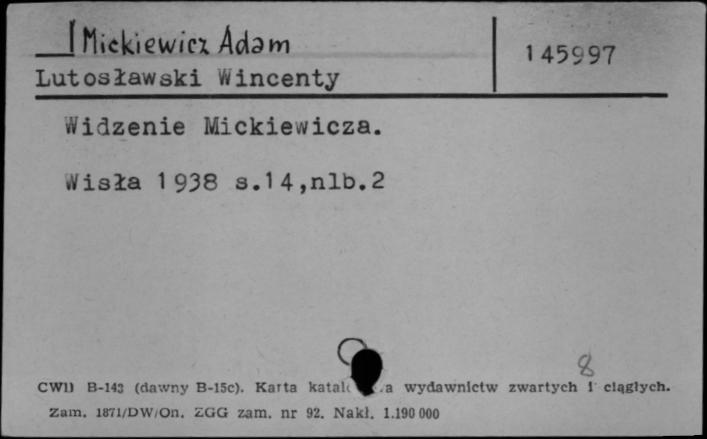 Mickiewicz Adam
145997
Lutosławski Wincenty
Widzenie Mickiewicza.
Wisła 1938 s.14,nlb.2
8
CWD B-143 (dawny B-15c). Karta wydawnictw zwartych i ciągłych.
Zam. 1871/DW/On. ZGG zam. nr 92. Nakł. 1.190 000